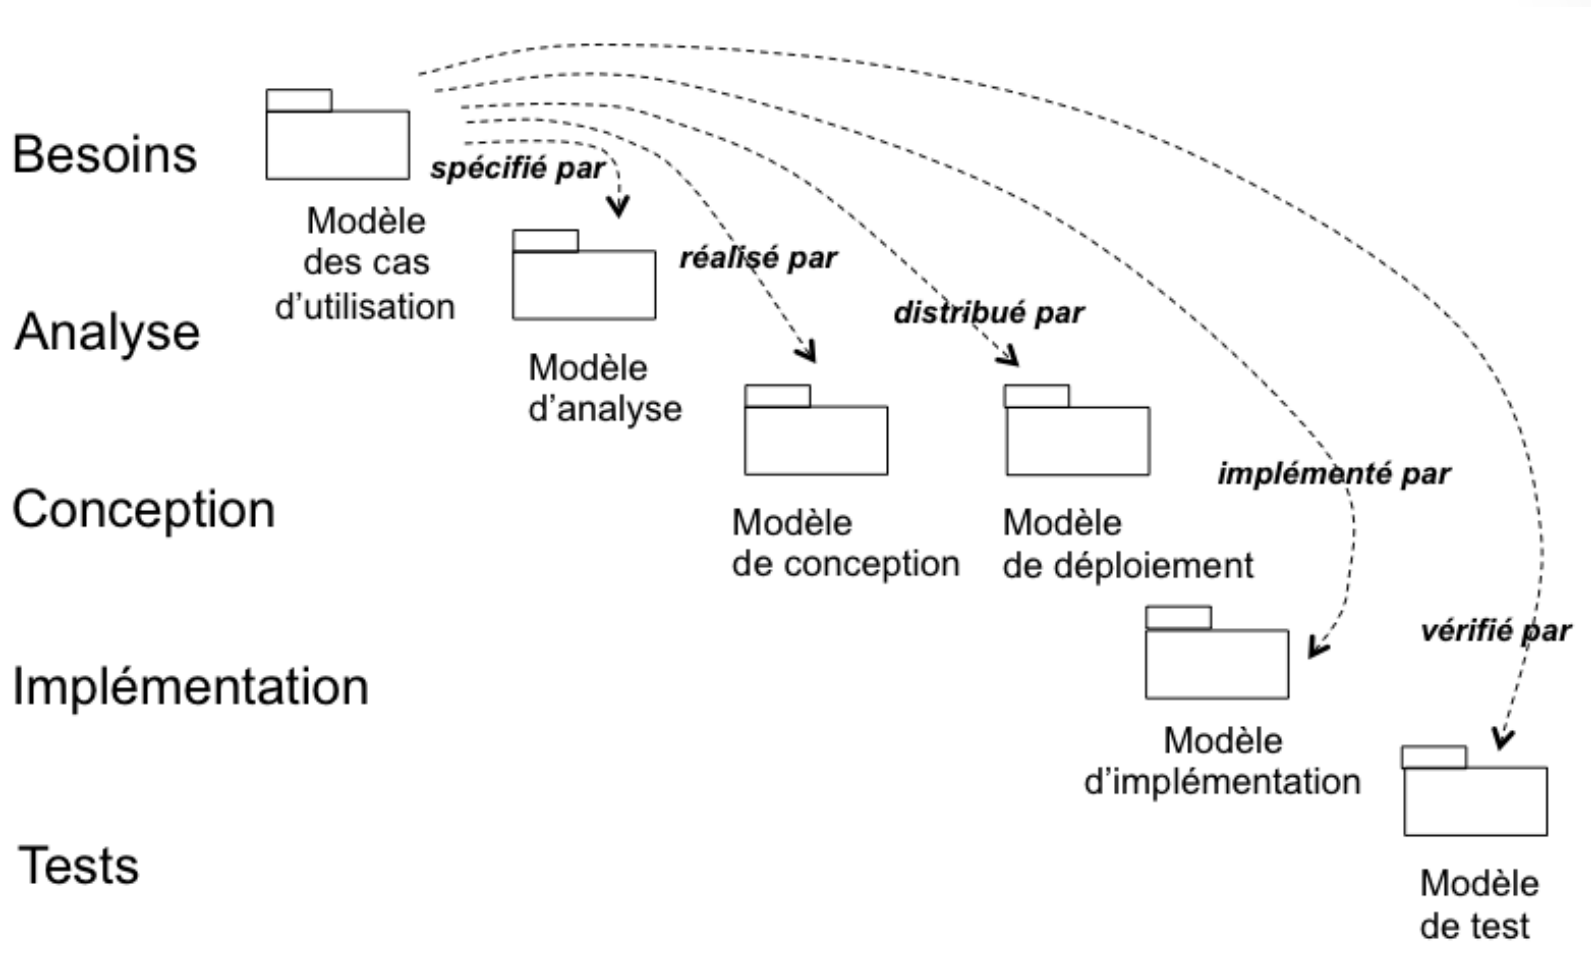 Besoins
spécifié par
Modèle
des cas
d’utilisation
réalisé par
distribué par
Analyse
Modèle
d’analyse
implémenté par
Conception
Modèle
de conception
Modèle
de déploiement
vérifié par
Implémentation
Modèle
d’implémentation
Tests
Modèle
de test